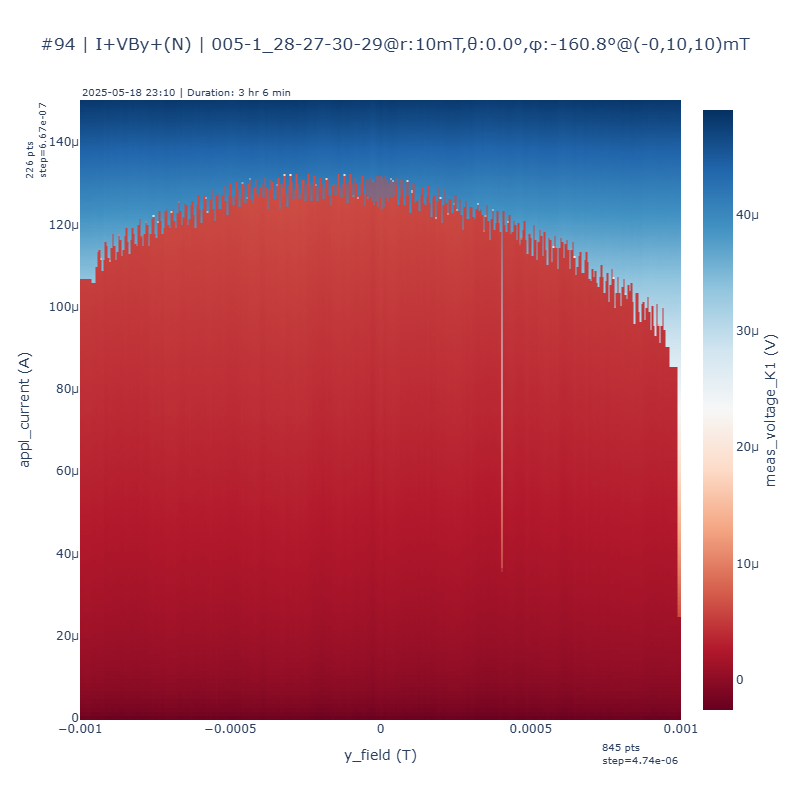 #94 | I+VBy+(N) | 005-1_28-27-30-29@r:10mT,θ:0.0º,φ:-160.8º@(-0,10,10)mT
2025-05-18 23:10 | Duration: 3 hr 6 min
226 pts
step=6.67e-07
140µ
120µ
100µ
80µ
60µ
40µ
20µ
0
appl_current (A)
−0.001
−0.0005
0
0.0005
0.001
y_field (T)
845 pts
step=4.74e-06
40µ
30µ
20µ
10µ
0
meas_voltage_K1 (V)